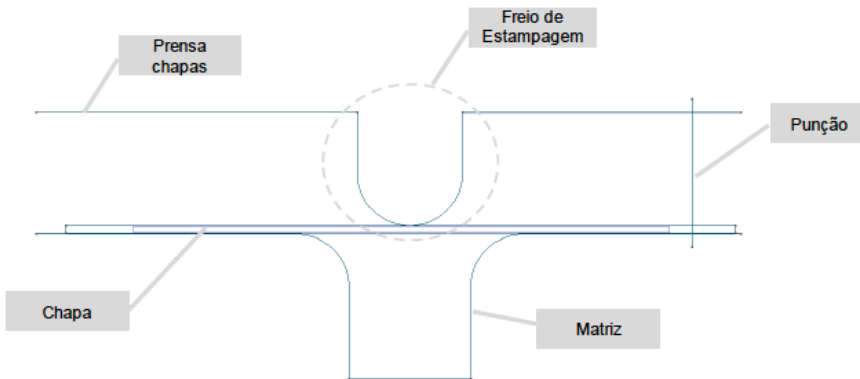 Freio de
Estampagem
Prensa
chapas
Punção
Chapa
Matriz